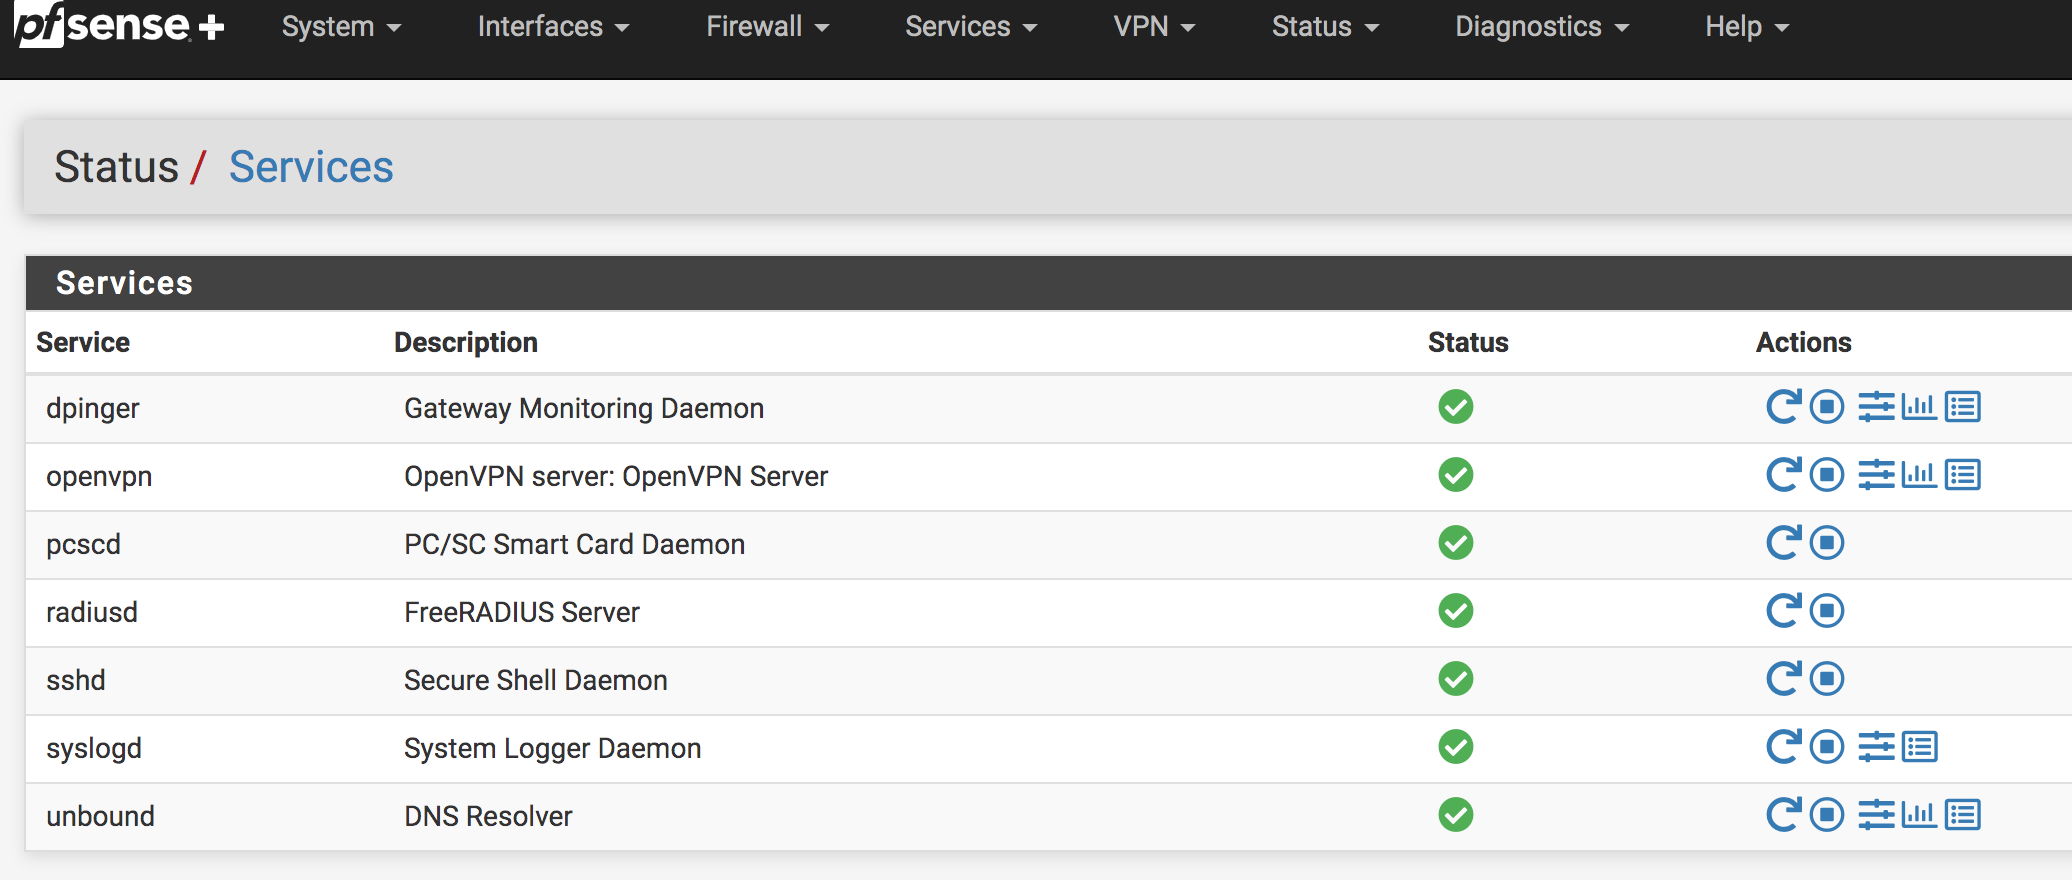 pfsense + System Interfaces Firewall Services VPN Status Diagnostics Help
Status / Services
Services
Service Description Status Actions
dpinger Gateway Monitoring Daemon
openvpn OpenVPN server: OpenVPN Server
pcscd PC/SC Smart Card Daemon
radiusd FreeRADIUS Server
sshd Secure Shell Daemon
syslogd System Logger Daemon
unbound DNS Resolver